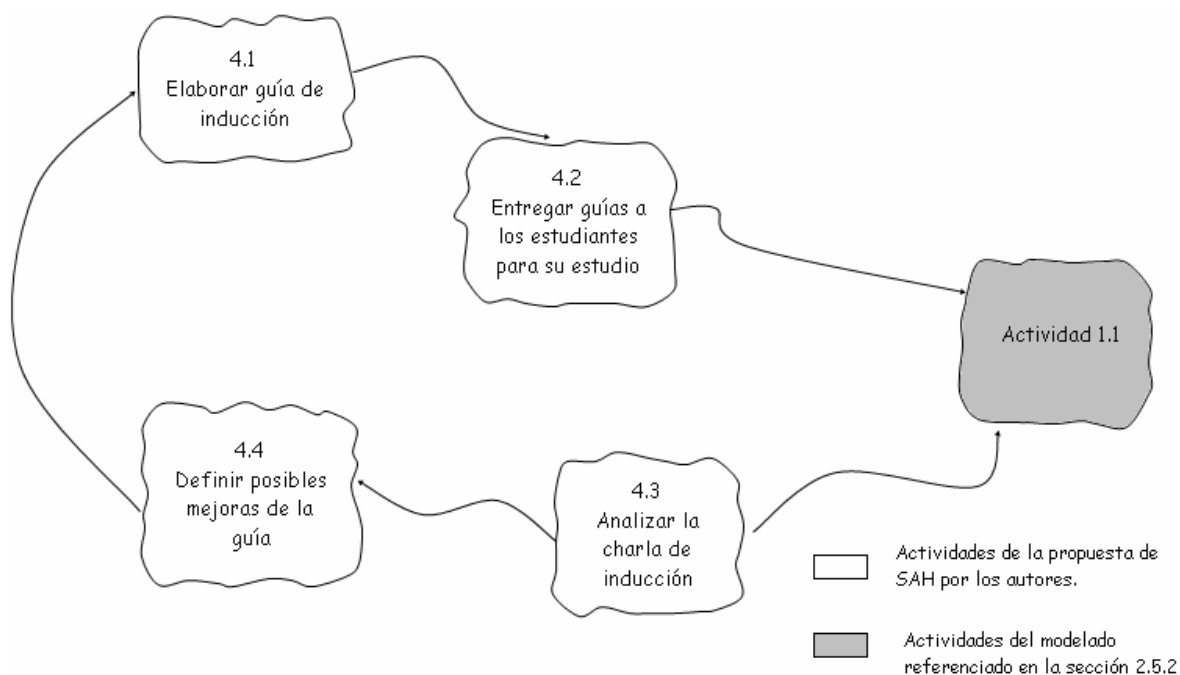 4.1
Elaborar guía de
inducción
4.2
Entregar guías a
los estudiantes
para su estudio
Actividad 1.1
4.4
Definir posibles
mejoras de la
guía
4.3
Analizar la
charla de
inducción
Actividades de la propuesta de
SAH por los autores.
Actividades del modelado
referenciado en la sección 2.5.2